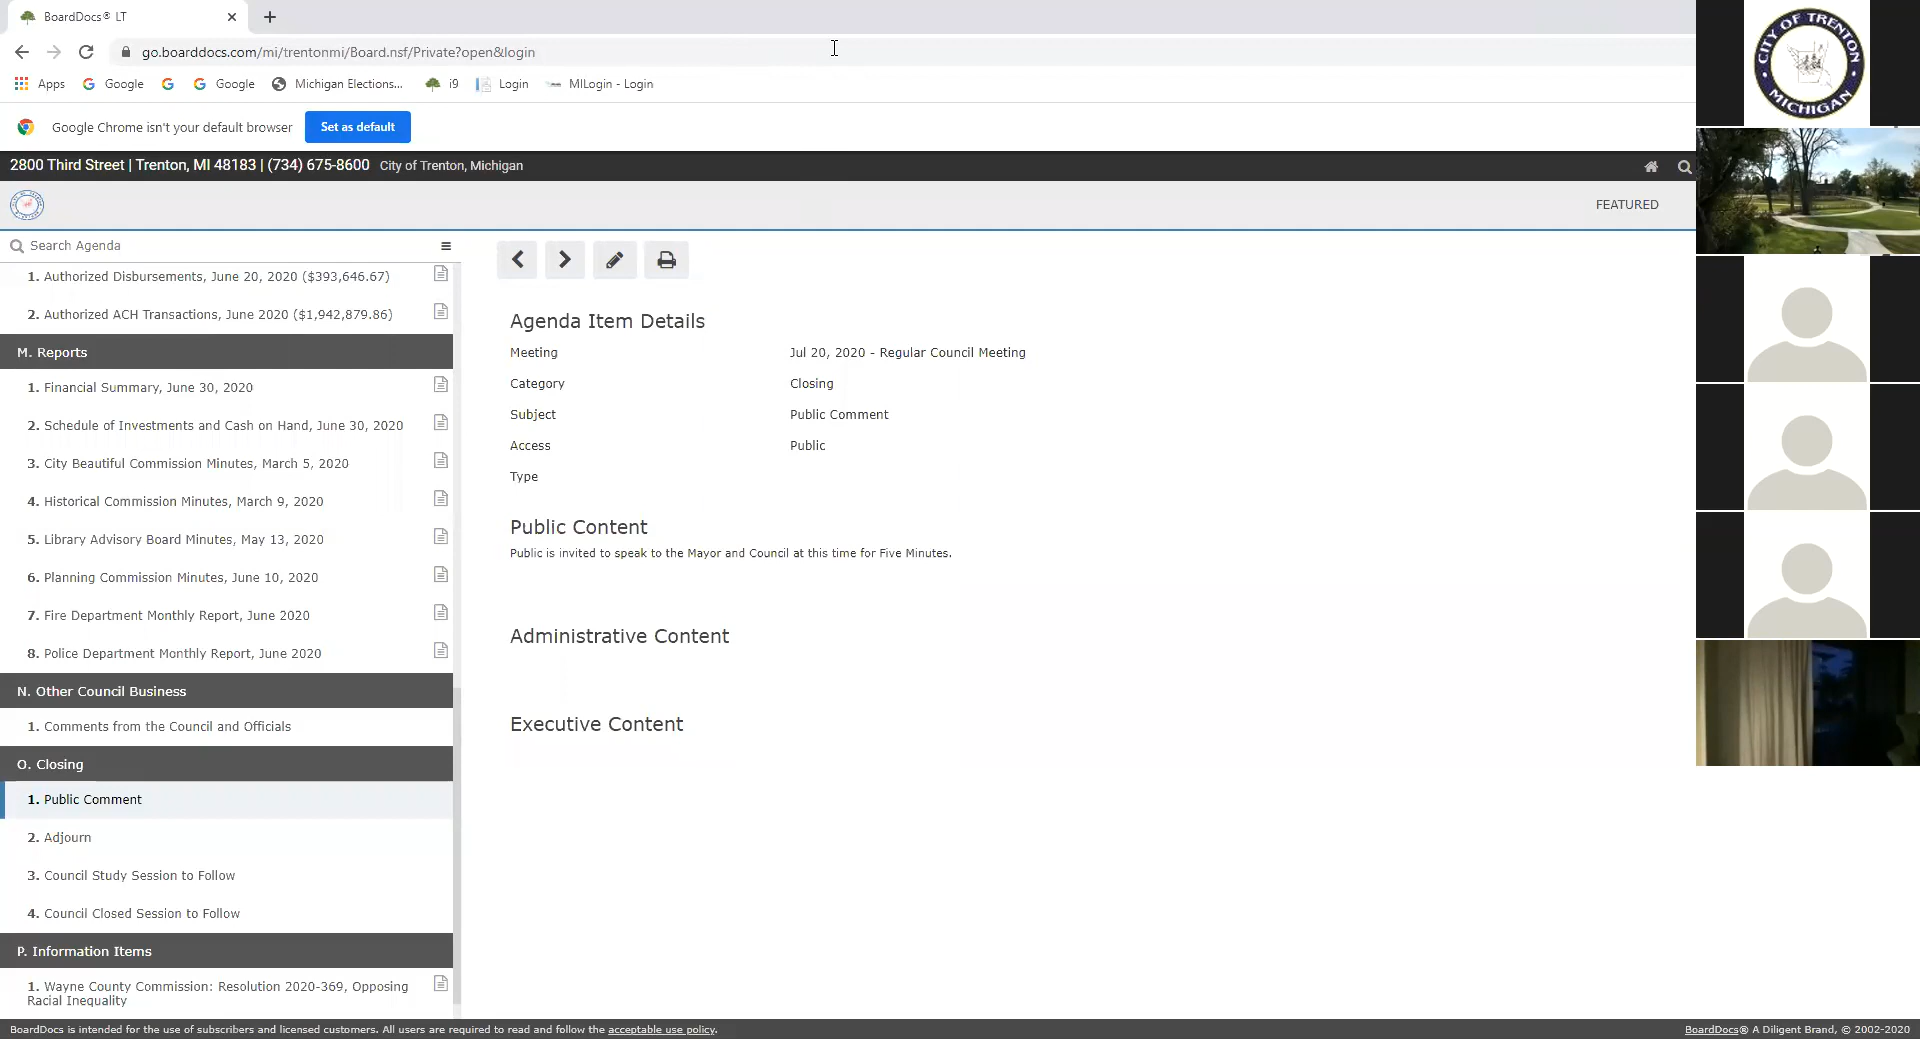 BoardDocs® LT
go.boarddocs.com/mi/trentonmi/Board.nsf/Private?open&login
Apps
Google
Google
Michigan Elections...
i9
Login
MILogin - Login
Google Chrome isn't your default browser
Set as default
2800 Third Street | Trenton, MI 48183 | (734) 675-8600 City of Trenton, Michigan
FEATURED
Search Agenda
1. Authorized Disbursements, June 20, 2020 ($393,646.67)
2. Authorized ACH Transactions, June 2020 ($1,942,879.86)
M. Reports
1. Financial Summary, June 30, 2020
2. Schedule of Investments and Cash on Hand, June 30, 2020
3. City Beautiful Commission Minutes, March 5, 2020
4. Historical Commission Minutes, March 9, 2020
5. Library Advisory Board Minutes, May 13, 2020
6. Planning Commission Minutes, June 10, 2020
7. Fire Department Monthly Report, June 2020
8. Police Department Monthly Report, June 2020
N. Other Council Business
1. Comments from the Council and Officials
O. Closing
1. Public Comment
2. Adjourn
3. Council Study Session to Follow
4. Council Closed Session to Follow
P. Information Items
1. Wayne County Commission: Resolution 2020-369, Opposing
Racial Inequality
Agenda Item Details
Meeting Jul 20, 2020 - Regular Council Meeting
Category Closing
Subject Public Comment
Access Public
Type
Public Content
Public is invited to speak to the Mayor and Council at this time for Five Minutes.
Administrative Content
Executive Content
CITY OF TRENTON
MICHIGAN
BoardDocs is intended for the use of subscribers and licensed customers. All users are required to read and follow the acceptable use policy.
BoardDocs® A Diligent Brand, © 2002-2020